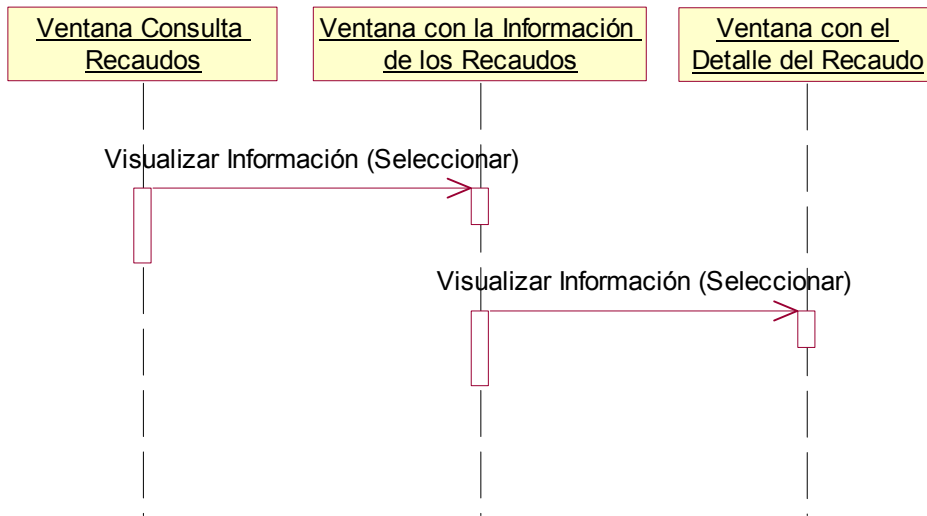 Ventana Consulta
Recaudos
Ventana con la Información
de los Recaudos
Ventana con el
Detalle del Recaudo
Visualizar Información (Seleccionar)
Visualizar Información (Seleccionar)